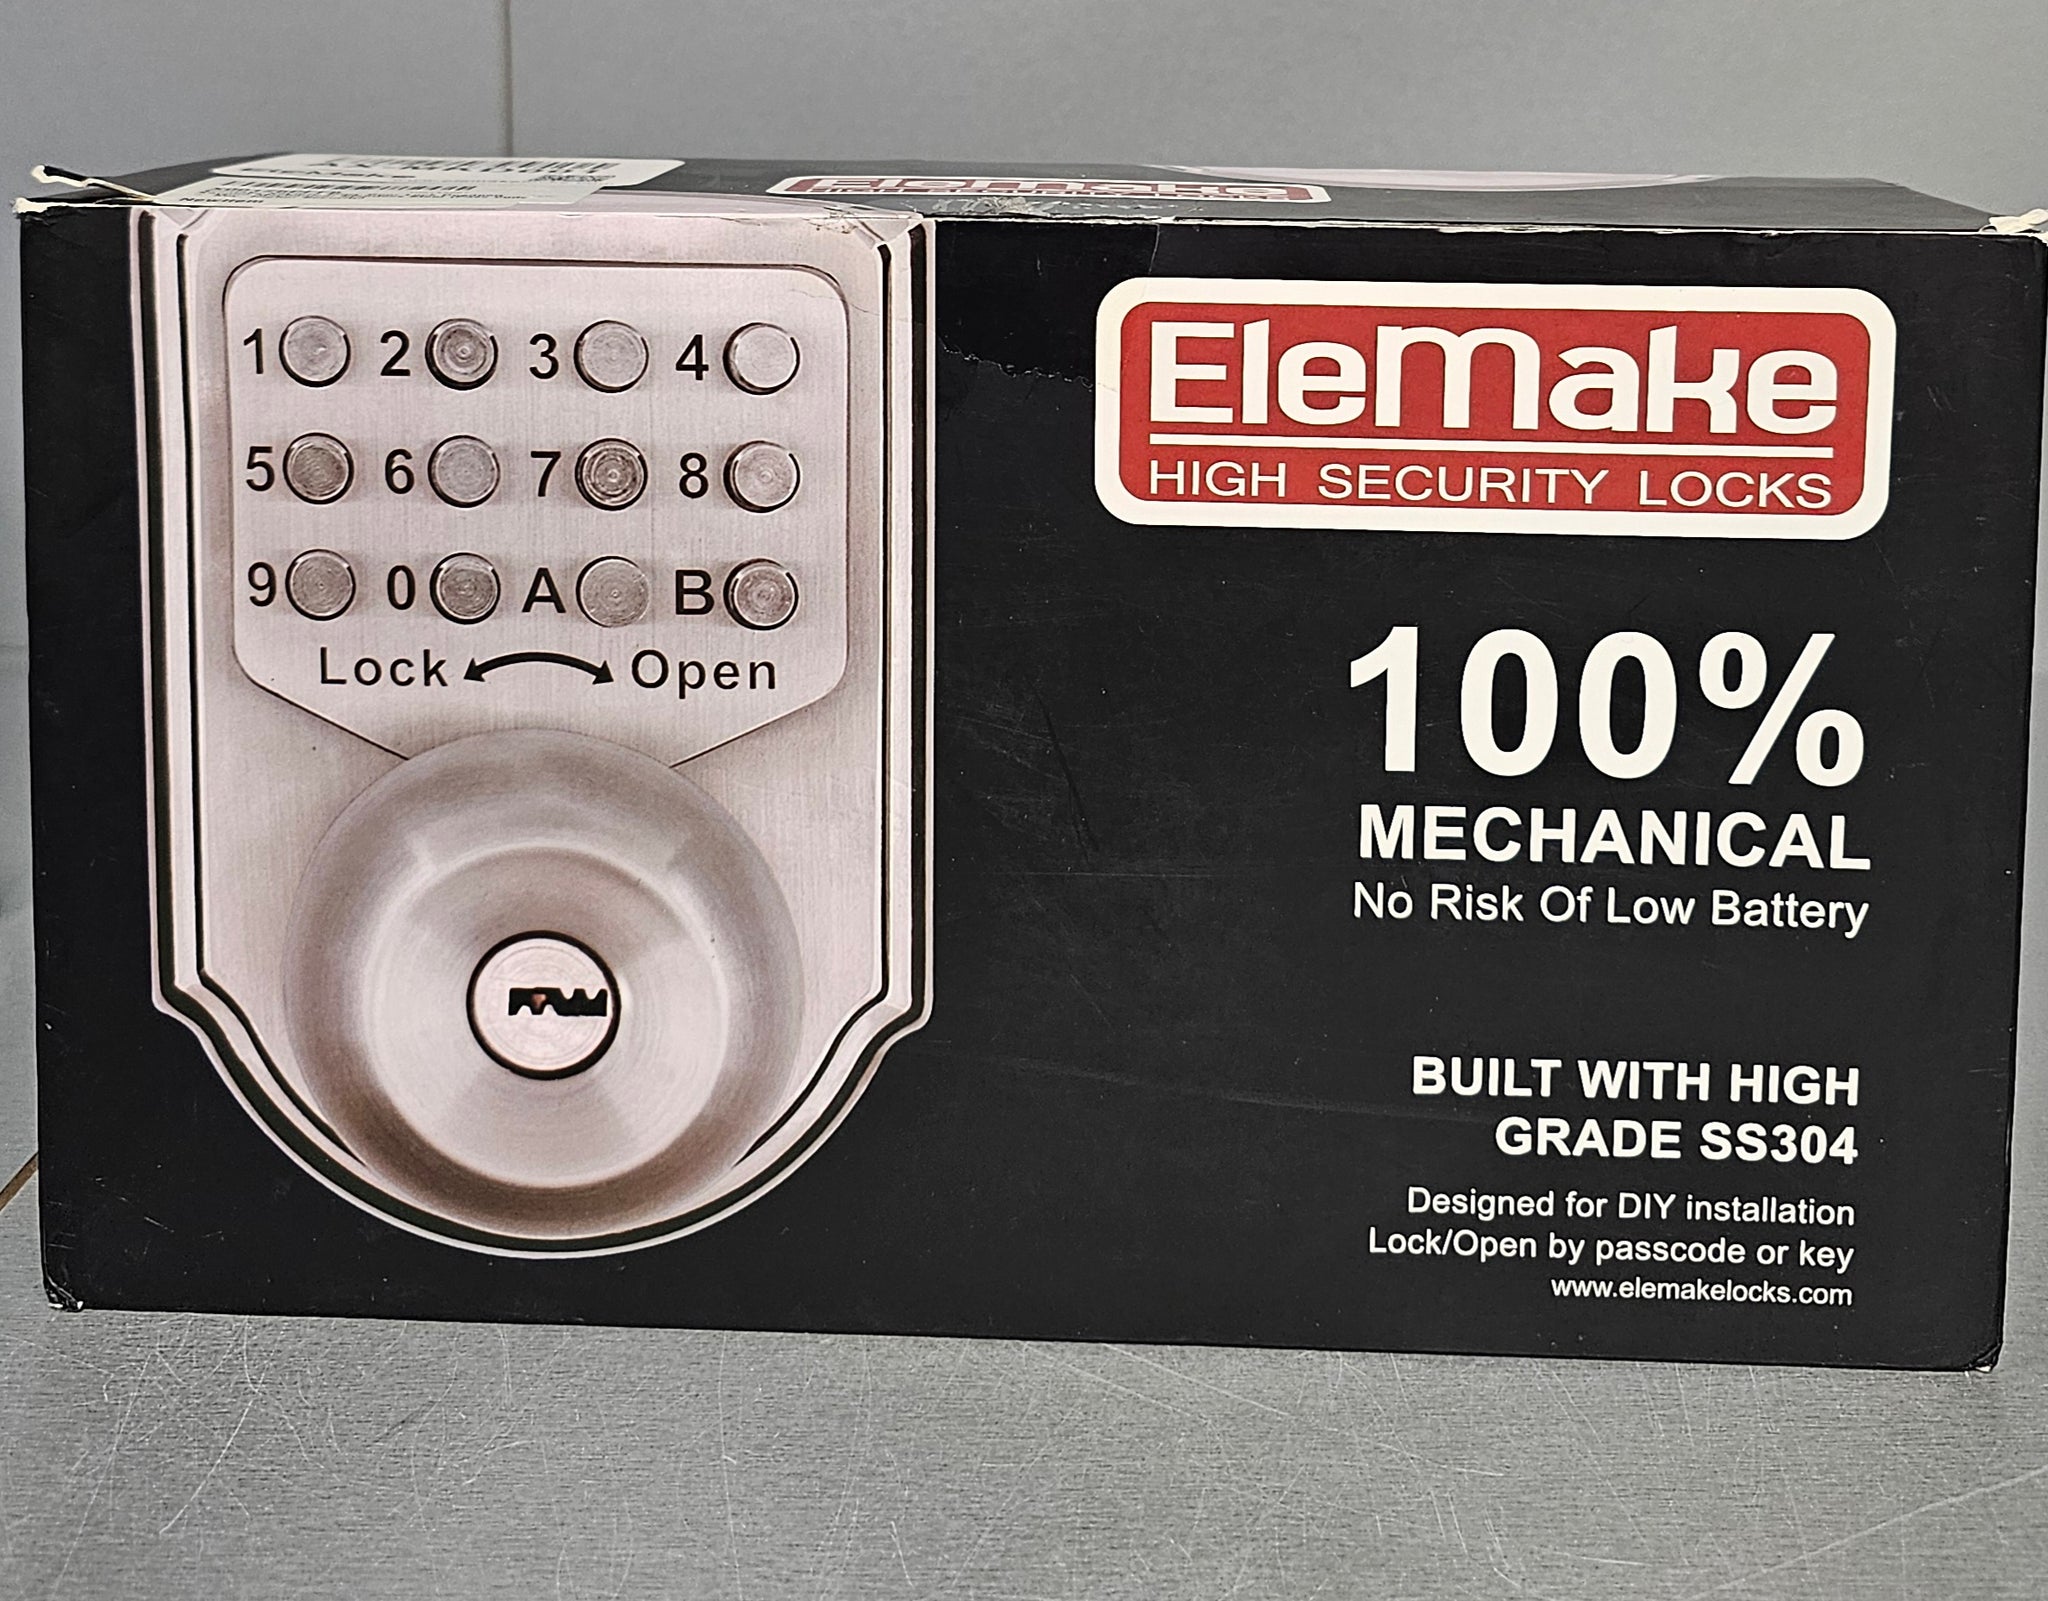 Elemake
1 2 3 4
5 6 7 8
9 0 A B
Lock Open
Elemake
HIGH SECURITY LOCKS
100%
MECHANICAL
No Risk Of Low Battery
BUILT WITH HIGH
GRADE SS304
Designed for DIY installation
Lock/Open by passcode or key
www.elemakelocks.com